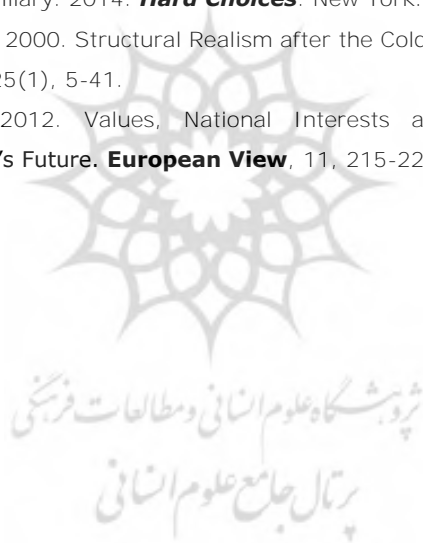 illary. 2014. Hard Choices. New York.
2000. Structural Realism after the Cold
25(1), 5-41.
2012. Values, National Interests a
's Future. European View, 11, 215-22
پژوهشگاه علوم انسانی و مطالعات فرهنگی
پرتال جامع علوم انسانی